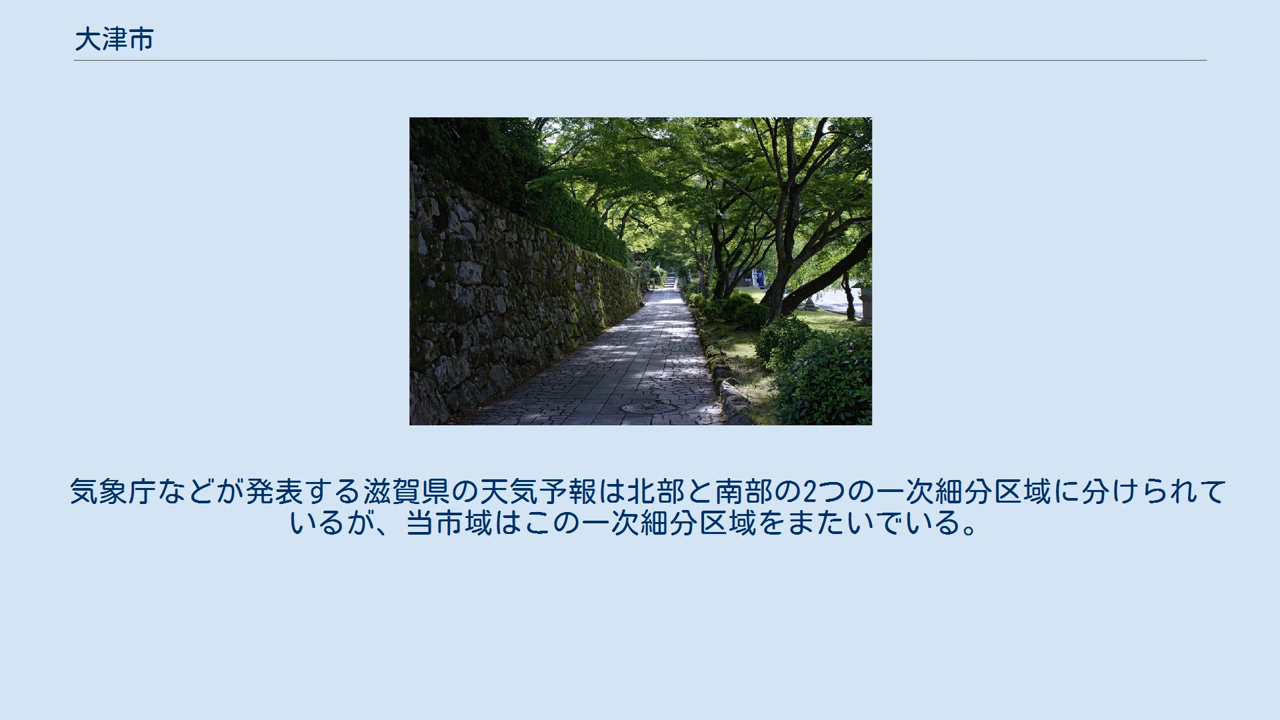 大津市
気象庁などが発表する滋賀県の天気予報は北部と南部の2つの一次細分区域に分けられて
いるが、当市域はこの一次細分区域をまたいでいる。